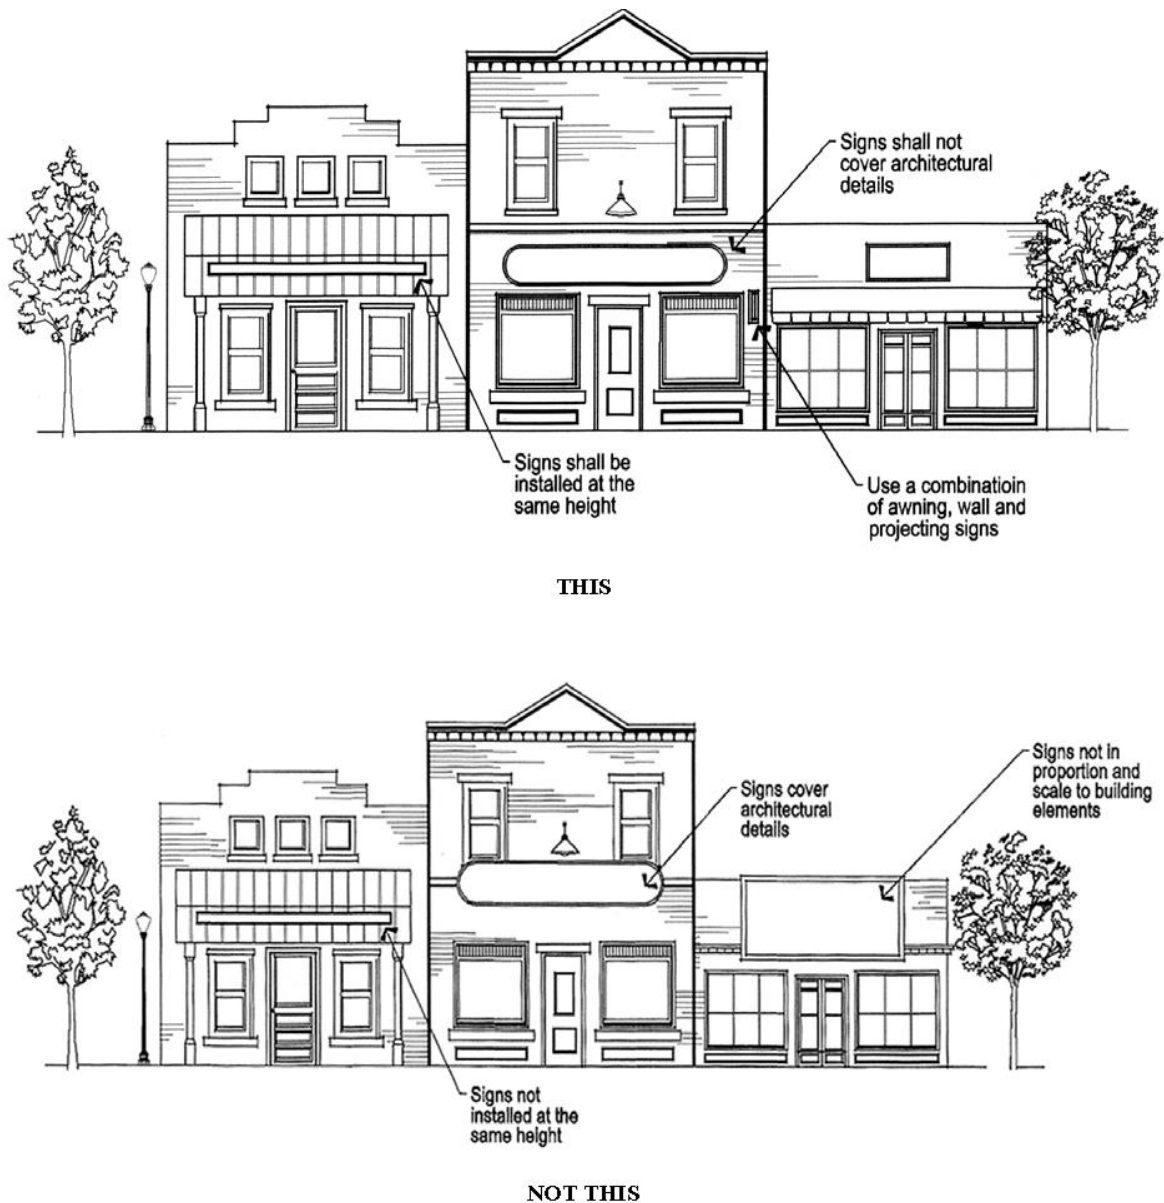 Signs shall not
cover architectural
details
Signs shall be
installed at the
same height
Use a combinatioin
of awning, wall and
projecting signs
THIS
Signs not in
proportion and
scale to building
elements
Signs cover
architectural
details
Signs not
installed at the
same height
NOT THIS